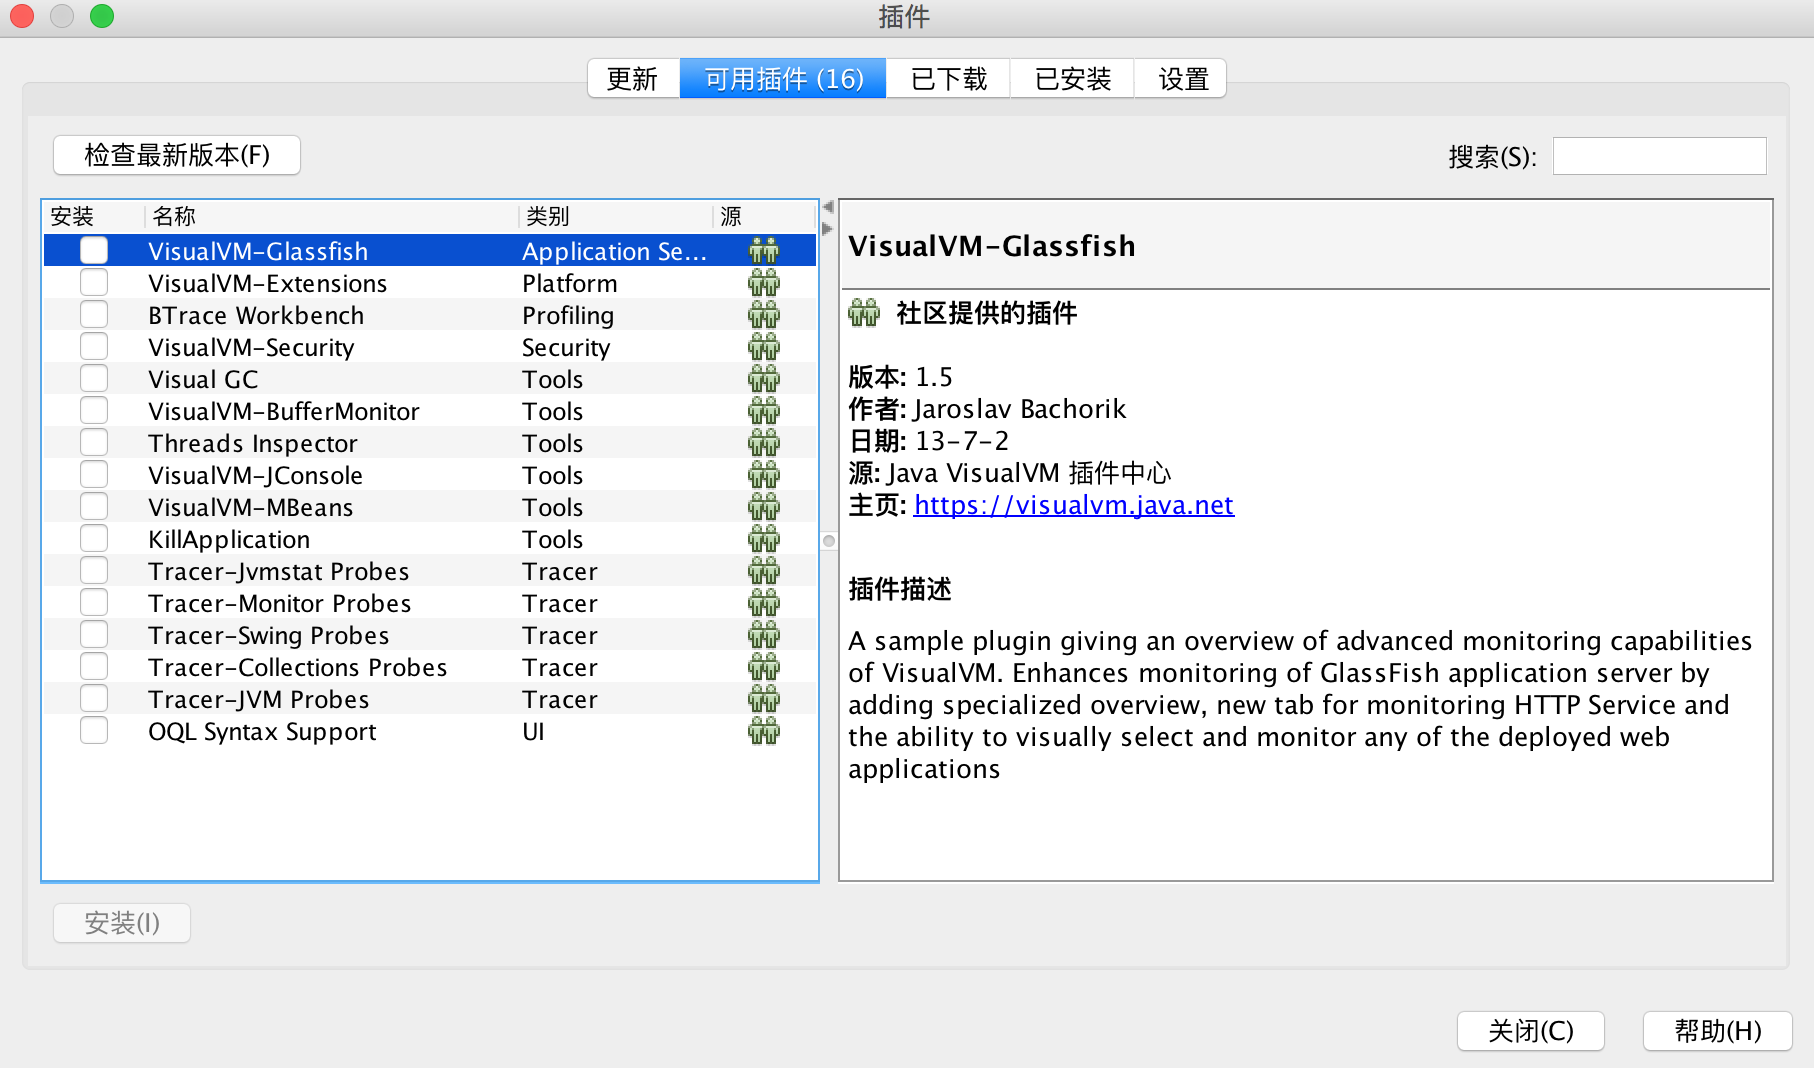 插件
更新 可用插件 (16) 已下载 已安装 设置
检查最新版本(F) 搜索(S):
安装 名称 类别 源
VisualVM-Glassfish Application Se...
VisualVM-Extensions Platform
BTrace Workbench Profiling
VisualVM-Security Security
Visual GC Tools
VisualVM-BufferMonitor Tools
Threads Inspector Tools
VisualVM-JConsole Tools
VisualVM-MBeans Tools
KillApplication Tools
Tracer-Jvmstat Probes Tracer
Tracer-Monitor Probes Tracer
Tracer-Swing Probes Tracer
Tracer-Collections Probes Tracer
Tracer-JVM Probes Tracer
OQL Syntax Support UI
VisualVM-Glassfish
社区提供的插件
版本: 1.5
作者: Jaroslav Bachorik
日期: 13-7-2
源: Java VisualVM 插件中心
主页: https://visualvm.java.net
插件描述
A sample plugin giving an overview of advanced monitoring capabilities
of VisualVM. Enhances monitoring of GlassFish application server by
adding specialized overview, new tab for monitoring HTTP Service and
the ability to visually select and monitor any of the deployed web
applications
安装(I)
关闭(C) 帮助(H)